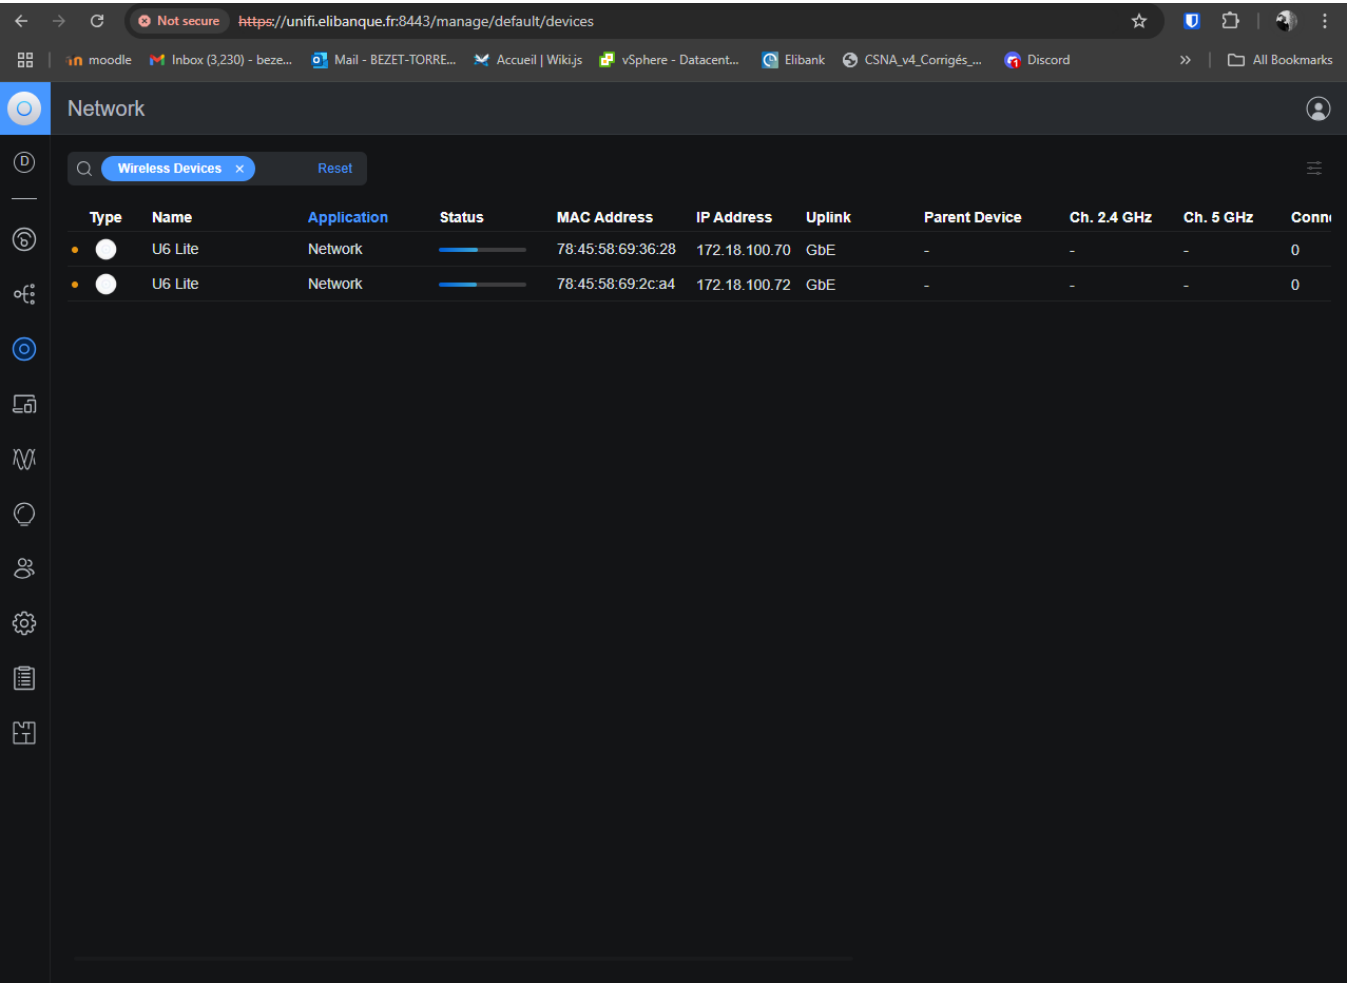 Not secure https://unifi.elibanque.fr:8443/manage/default/devices
moodle Inbox (3,230) - beze... Mail - BEZET-TORRE... Accueil | Wiki.js vSphere - Datacent... Elibank CSNA_v4_Corrigés_... Discord » All Bookmarks
Network
D
Wireless Devices × Reset
Type Name Application Status MAC Address IP Address Uplink Parent Device Ch. 2.4 GHz Ch. 5 GHz Conne
U6 Lite Network 78:45:58:69:36:28 172.18.100.70 GbE - - - 0
U6 Lite Network 78:45:58:69:2c:a4 172.18.100.72 GbE - - - 0